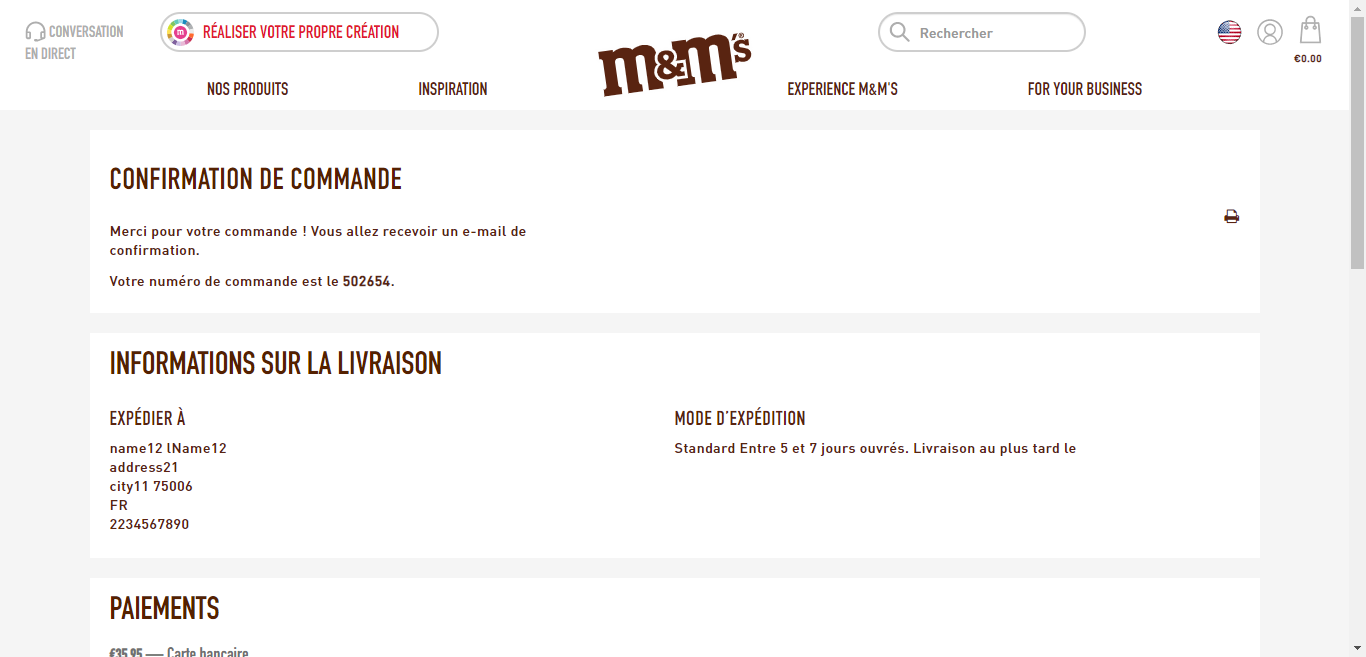 CONVERSATION
EN DIRECT
RÉALISER VOTRE PROPRE CRÉATION
m
m&m's®
Rechercher
€0.00
NOS PRODUITS
INSPIRATION
EXPERIENCE M&M'S
FOR YOUR BUSINESS
CONFIRMATION DE COMMANDE
Merci pour votre commande ! Vous allez recevoir un e-mail de
confirmation.
Votre numéro de commande est le 502654.
INFORMATIONS SUR LA LIVRAISON
EXPÉDIER À
name12 lName12
address21
city11 75006
FR
2234567890
MODE D'EXPÉDITION
Standard Entre 5 et 7 jours ouvrés. Livraison au plus tard le
PAIEMENTS
€35.95 — Carte bancaire